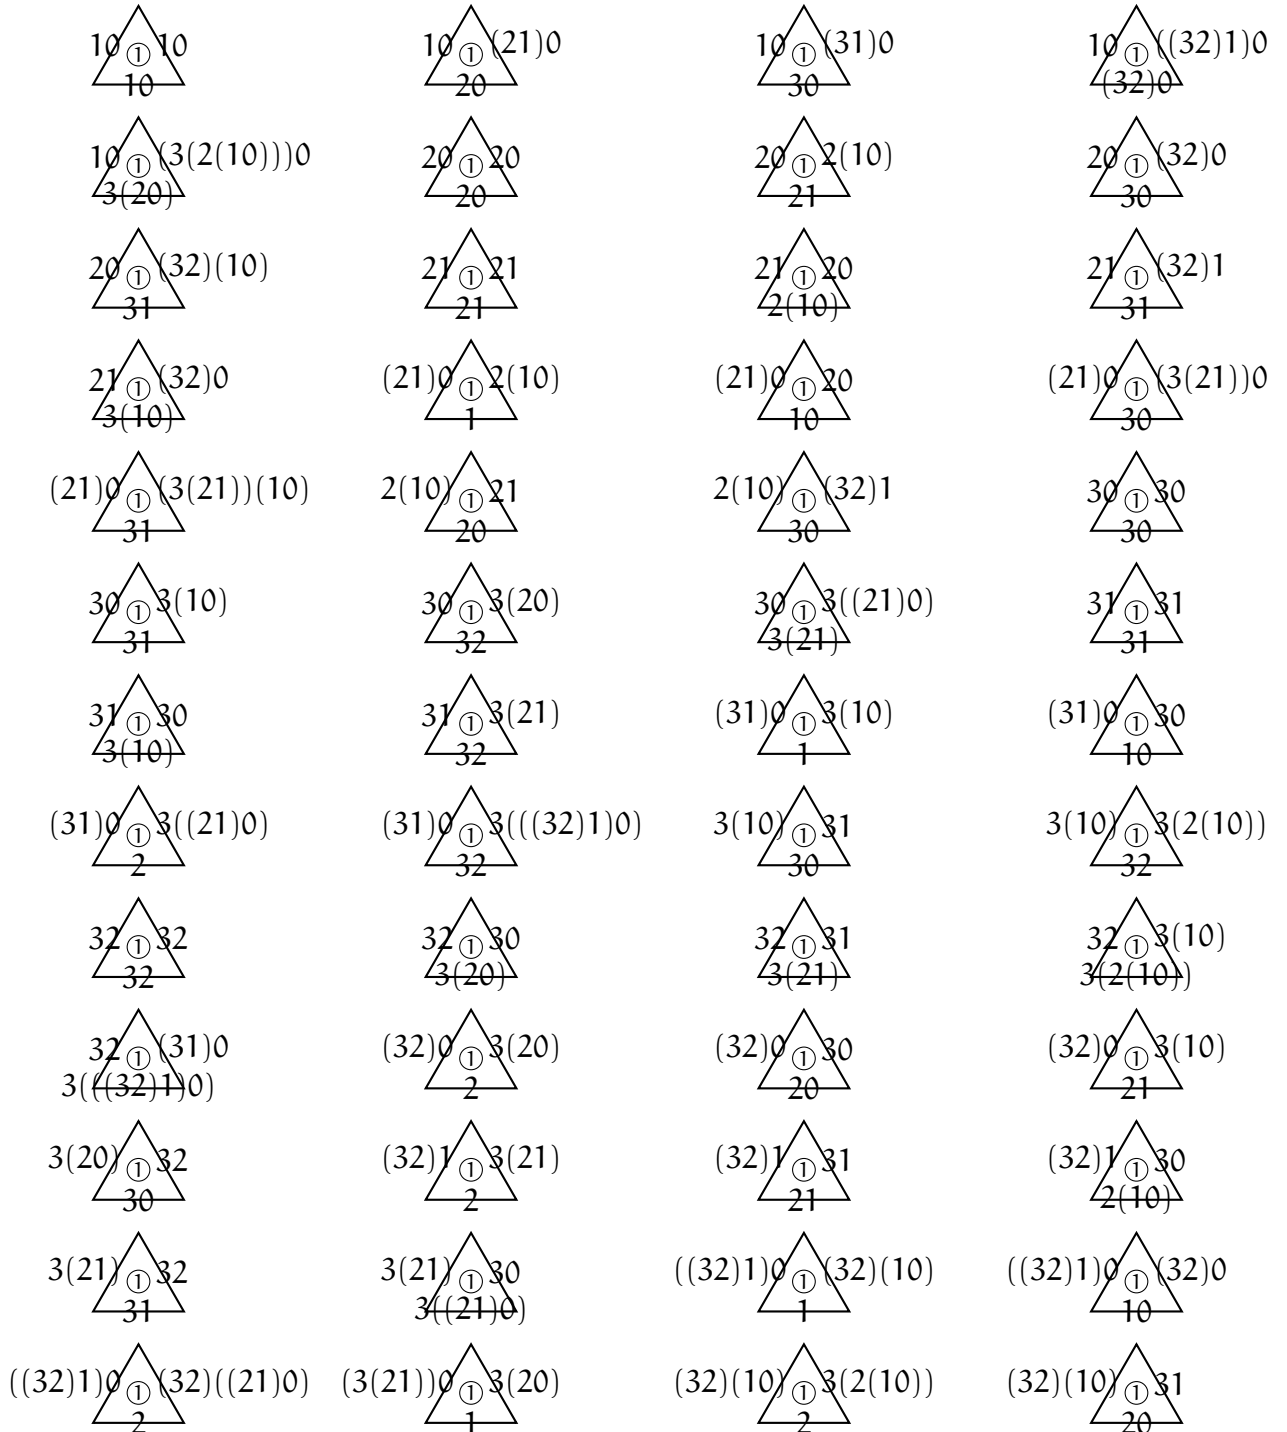 10 ① 10 10 ① (21)0 10 ① (31)0 10 ① ((32)1)0
10 20 30 (32)0
10 ① (3(2(10)))0 20 ① 20 20 ① 2(10) 20 ① (32)0
3(20) 20 21 30
20 ① (32)(10) 21 ① 21 21 ① 20 21 ① (32)1
31 21 2(10) 31
21 ① (32)0 (21)0 ① 2(10) (21)0 ① 20 (21)0 ① (3(21))0
3(10) 1 10 30
(21)0 ① (3(21))(10) 2(10) ① 21 2(10) ① (32)1 30 ① 30
31 20 30 30
30 ① 3(10) 30 ① 3(20) 30 ① 3((21)0) 31 ① 31
31 32 3(21) 31
31 ① 30 31 ① 3(21) (31)0 ① 3(10) (31)0 ① 30
3(10) 32 1 10
(31)0 ① 3((21)0) (31)0 ① 3(((32)1)0) 3(10) ① 31 3(10) ① 3(2(10))
2 32 30 32
32 ① 32 32 ① 30 32 ① 31 32 ① 3(10)
32 3(20) 3(21) 3(2(10))
32 ① (31)0 (32)0 ① 3(20) (32)0 ① 30 (32)0 ① 3(10)
3(((32)1)0) 2 20 21
3(20) ① 32 (32)1 ① 3(21) (32)1 ① 31 (32)1 ① 30
30 2 21 2(10)
3(21) ① 32 3(21) ① 30 ((32)1)0 ① (32)(10) ((32)1)0 ① (32)0
31 3((21)0) 1 10
((32)1)0 ① (32)((21)0) (3(21))0 ① 3(20) (32)(10) ① 3(2(10)) (32)(10) ① 31
2 1 2 20